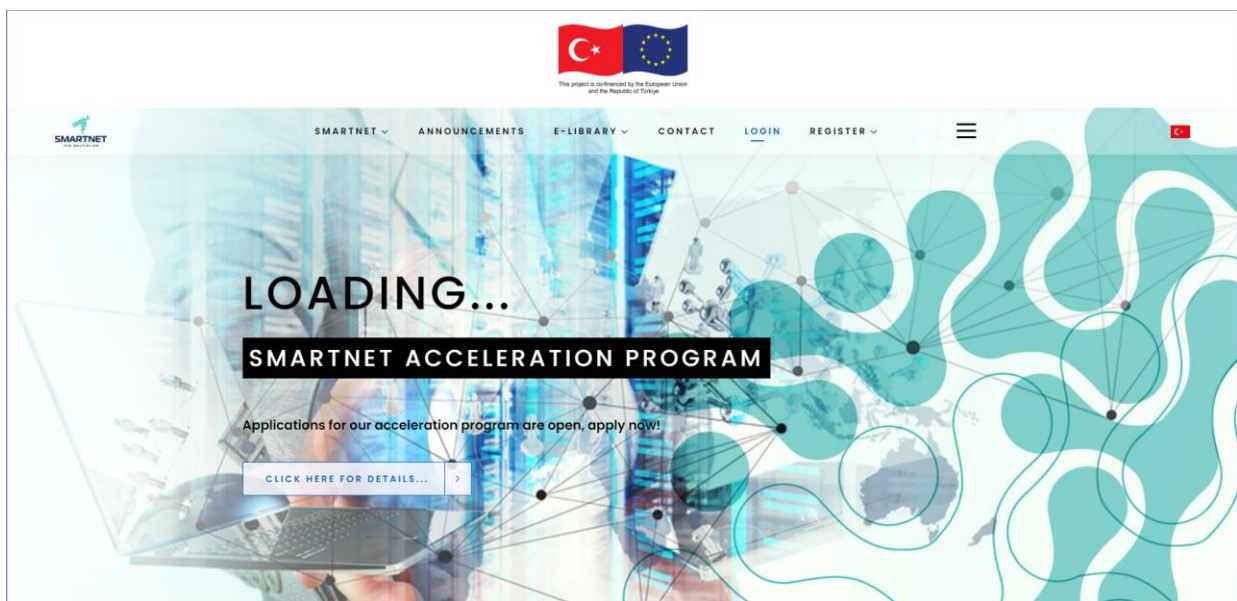 This project is co-financed by the European Union
and the Republic of Türkiye
SMARTNET
SMARTNET
ANNOUNCEMENTS
E-LIBRARY
CONTACT
LOGIN
REGISTER
LOADING...
SMARTNET ACCELERATION PROGRAM
Applications for our acceleration program are open, apply now!
CLICK HERE FOR DETAILS...